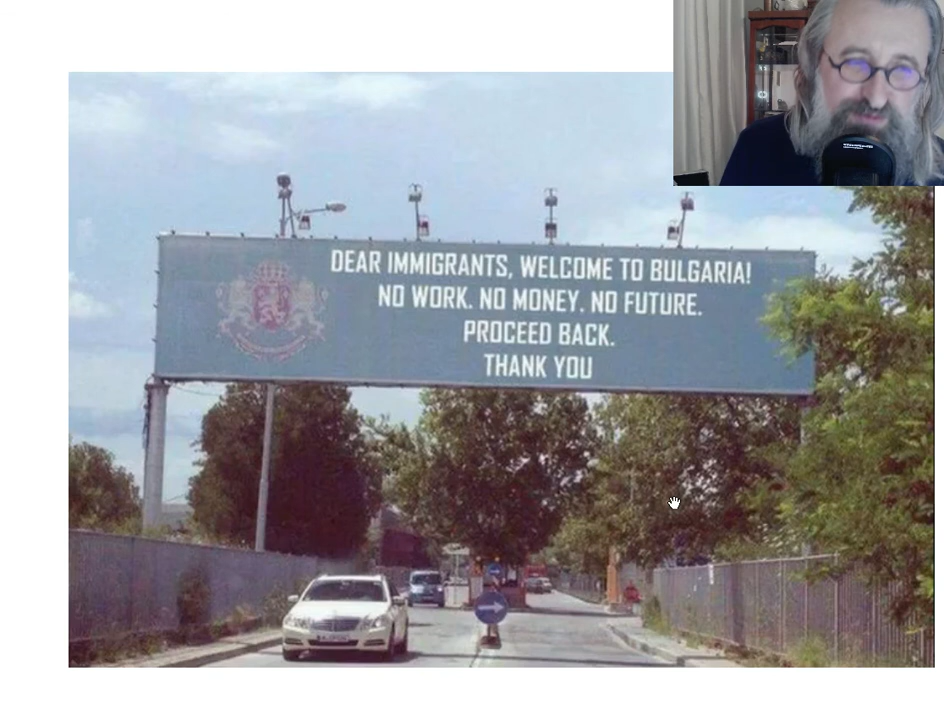 DEAR IMMIGRANTS, WELCOME TO BULGARIA!
NO WORK. NO MONEY. NO FUTURE.
PROCEED BACK.
THANK YOU